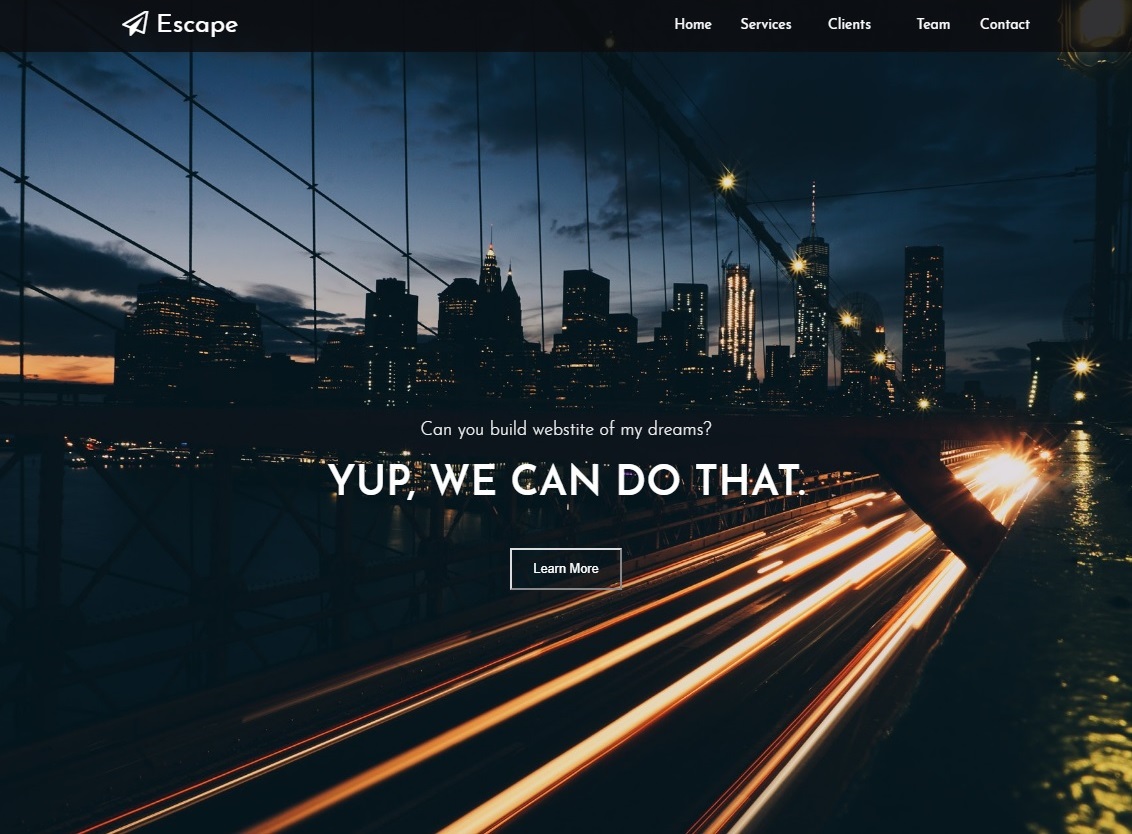 Escape
Home Services Clients Team Contact
Can you build webstite of my dreams?
YUP, WE CAN DO THAT.
Learn More